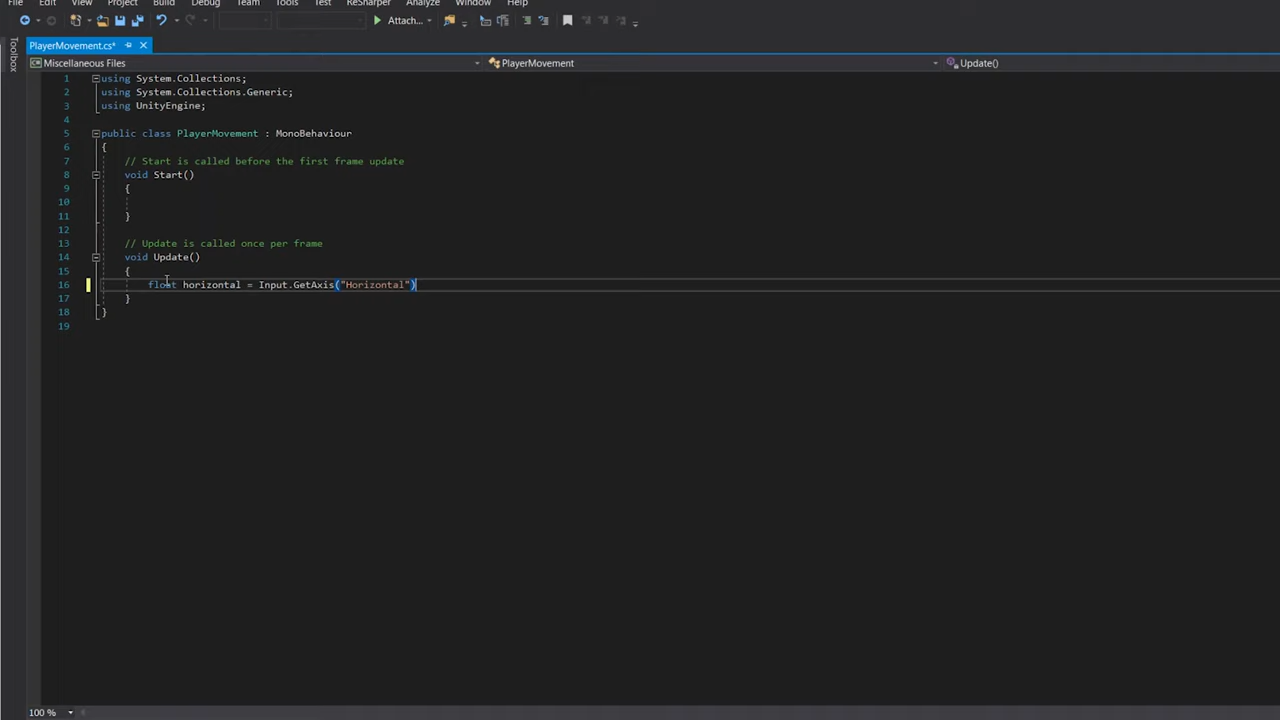 File Edit View Project Build Debug Team Tools Test ReSharper Analyze Window Help
Attach...
Toolbox
PlayerMovement.cs*
Miscellaneous Files PlayerMovement Update()
1 using System.Collections;
2 using System.Collections.Generic;
3 using UnityEngine;
4
5 public class PlayerMovement : MonoBehaviour
6 {
7 // Start is called before the first frame update
8 void Start()
9 {
10
11 }
12
13 // Update is called once per frame
14 void Update()
15 {
16 float horizontal = Input.GetAxis("Horizontal")
17 }
18 }
19
100 %